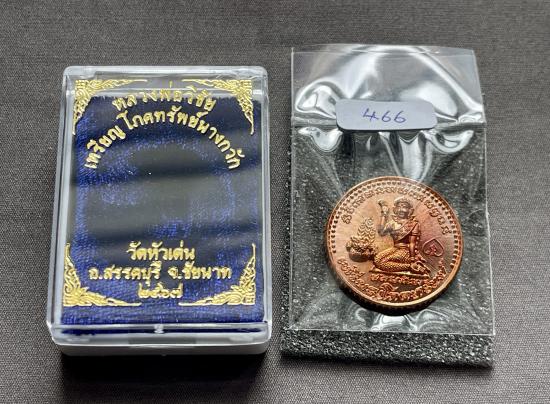 หลวงพ่อวิชัย
เหรียญโภคทรัพย์นางกวัก
วัดหัวเด่น
อ.สรรคบุรี จ.ชัยนาท
๒๕๖๗
466